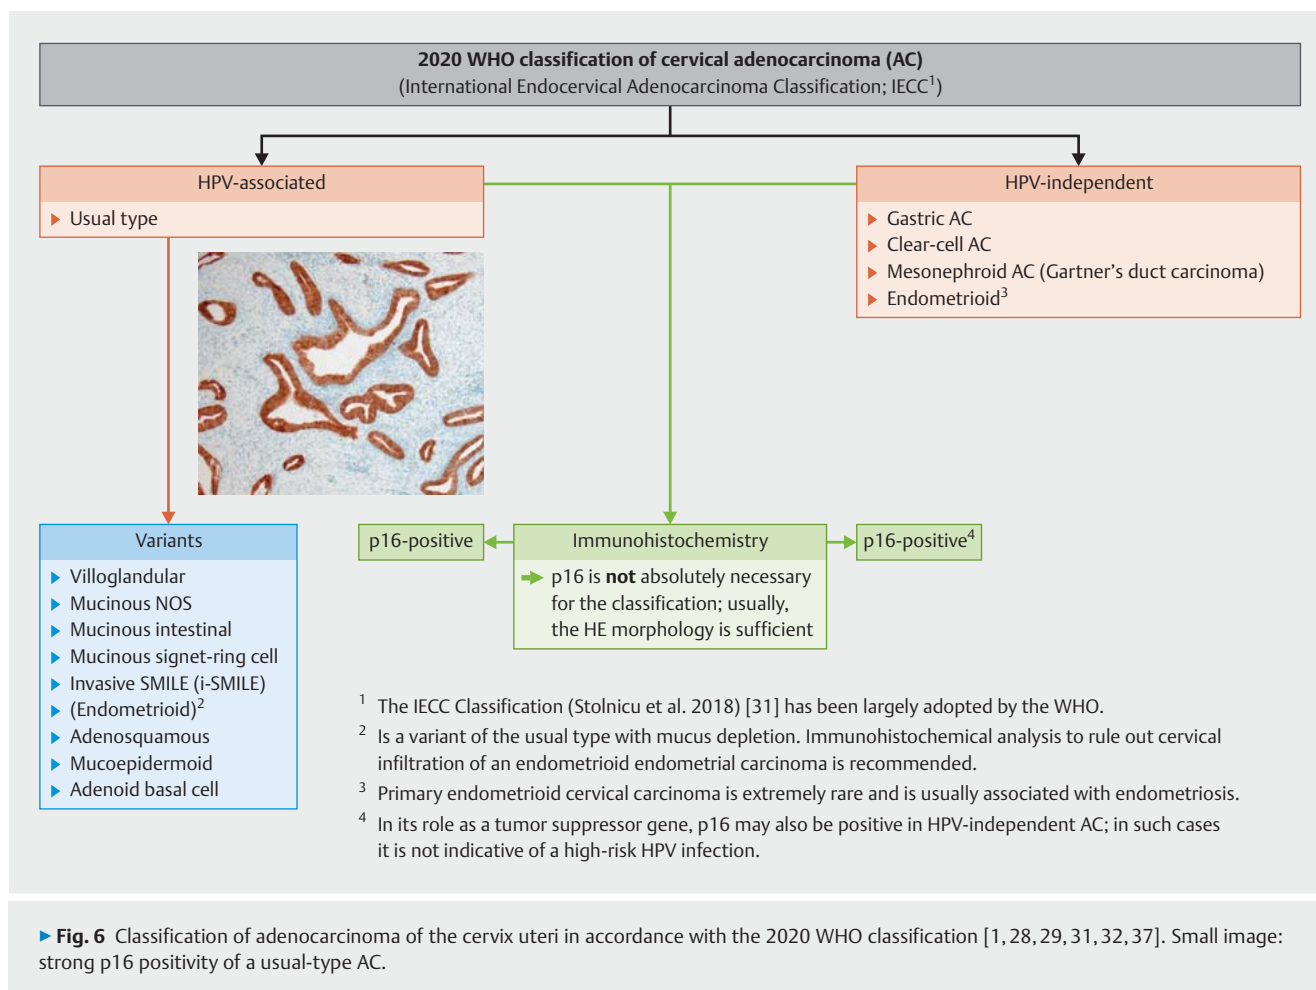 2020 WHO classification of cervical adenocarcinoma (AC)
(International Endocervical Adenocarcinoma Classification; IECC¹)
HPV-associated
▶ Usual type
HPV-independent
▶ Gastric AC
▶ Clear-cell AC
▶ Mesonephroid AC (Gartner's duct carcinoma)
▶ Endometrioid³
Variants
▶ Villoglandular
▶ Mucinous NOS
▶ Mucinous intestinal
▶ Mucinous signet-ring cell
▶ Invasive SMILE (i-SMILE)
▶ (Endometrioid)²
▶ Adenosquamous
▶ Mucoepidermoid
▶ Adenoid basal cell
p16-positive
Immunohistochemistry
p16 is not absolutely necessary
for the classification; usually,
the HE morphology is sufficient
p16-positive⁴
¹ The IECC Classification (Stolnicu et al. 2018) [31] has been largely adopted by the WHO.
² Is a variant of the usual type with mucus depletion. Immunohistochemical analysis to rule out cervical
infiltration of an endometrioid endometrial carcinoma is recommended.
³ Primary endometrioid cervical carcinoma is extremely rare and is usually associated with endometriosis.
⁴ In its role as a tumor suppressor gene, p16 may also be positive in HPV-independent AC; in such cases
it is not indicative of a high-risk HPV infection.
▶ Fig. 6 Classification of adenocarcinoma of the cervix uteri in accordance with the 2020 WHO classification [1, 28, 29, 31, 32, 37]. Small image:
strong p16 positivity of a usual-type AC.